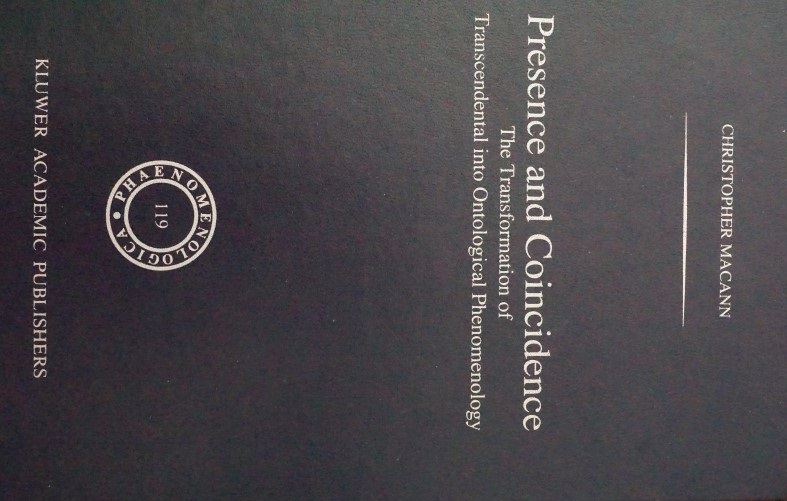 CHRISTOPHER MACANN
Presence and Coincidence
The Transformation of
Transcendental into Ontological Phenomenology
PHAENOMENOLOGICA
119
KLUWER ACADEMIC PUBLISHERS